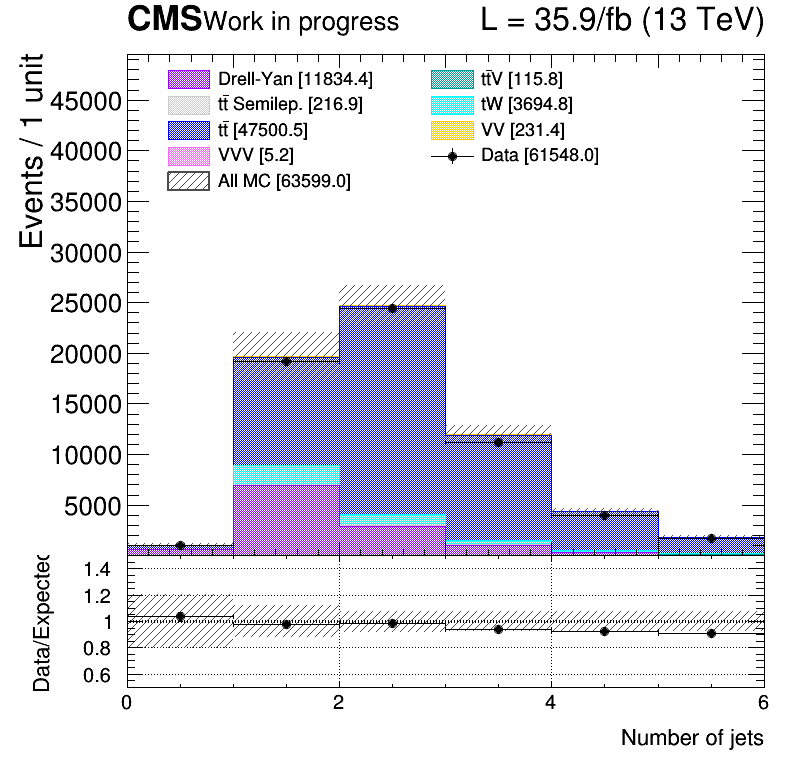 CMS Work in progress L = 35.9/fb (13 TeV)
Events / 1 unit
45000
40000
35000
30000
25000
20000
15000
10000
5000
Drell-Yan [11834.4]
tt̄ Semilep. [216.9]
tt̄ [47500.5]
VVV [5.2]
All MC [63599.0]
tt̄V [115.8]
tW [3694.8]
VV [231.4]
Data [61548.0]
Data/Expected
1.4
1.2
1
0.8
0.6
0 2 4 6
Number of jets